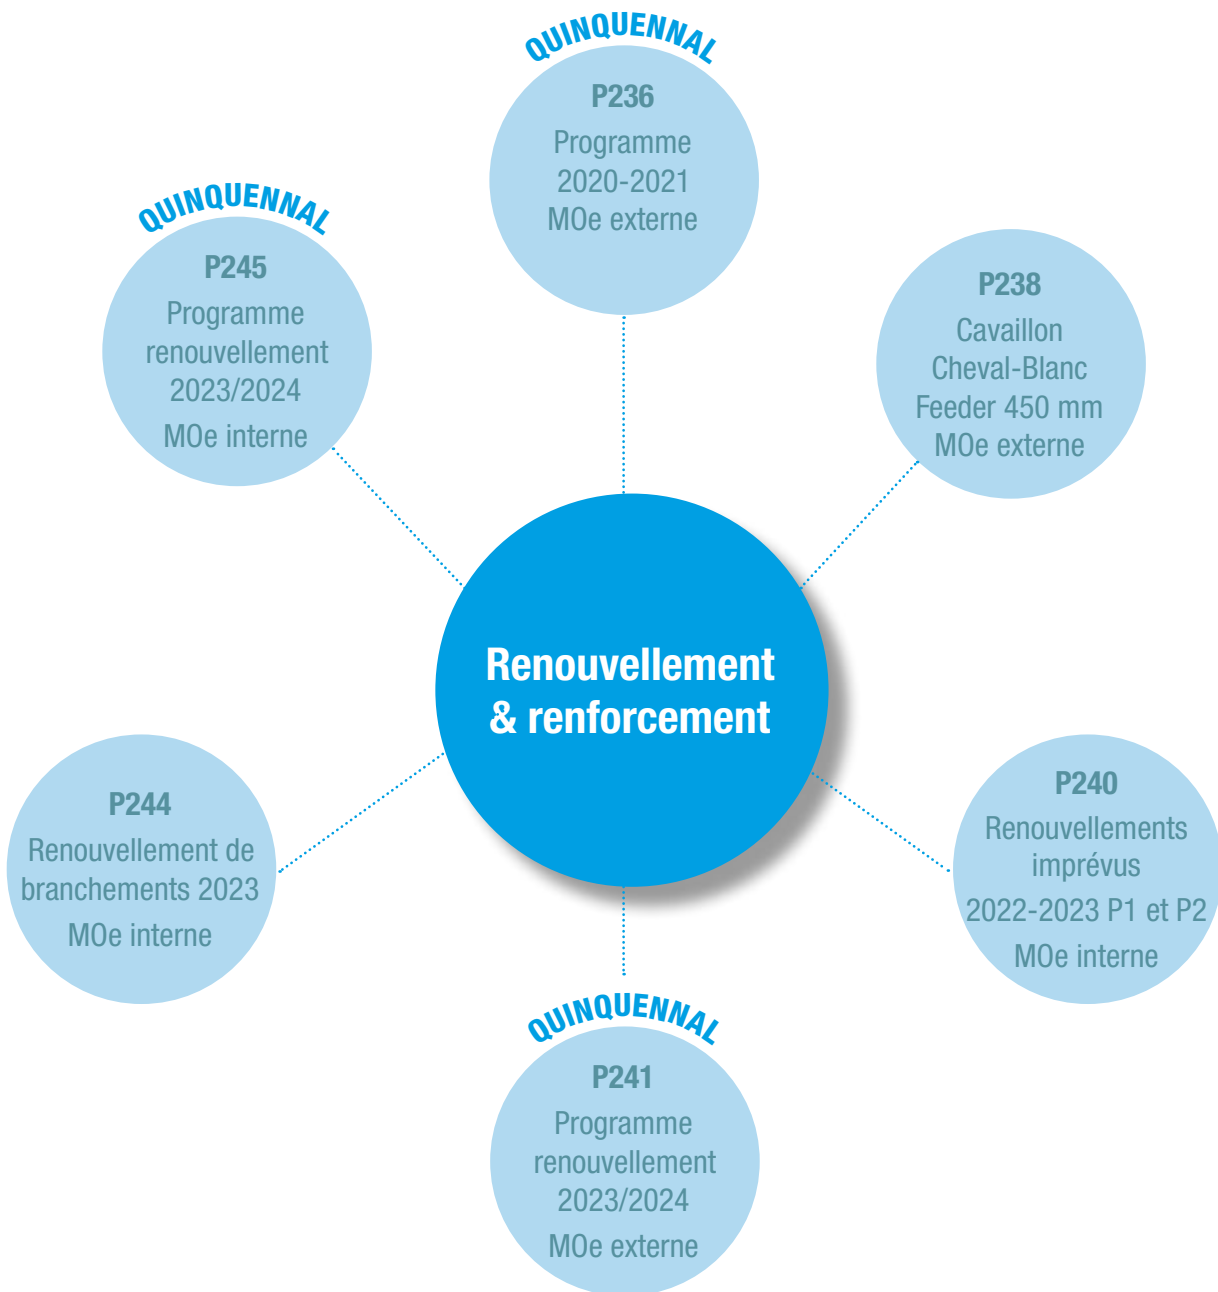 QUINQUENNAL
P236
Programme
2020-2021
MOe externe
QUINQUENNAL
P245
Programme
renouvellement
2023/2024
MOe interne
P238
Cavaillon
Cheval-Blanc
Feeder 450 mm
MOe externe
Renouvellement
& renforcement
P244
Renouvellement de
branchements 2023
MOe interne
P240
Renouvellements
imprévus
2022-2023 P1 et P2
MOe interne
QUINQUENNAL
P241
Programme
renouvellement
2023/2024
MOe externe